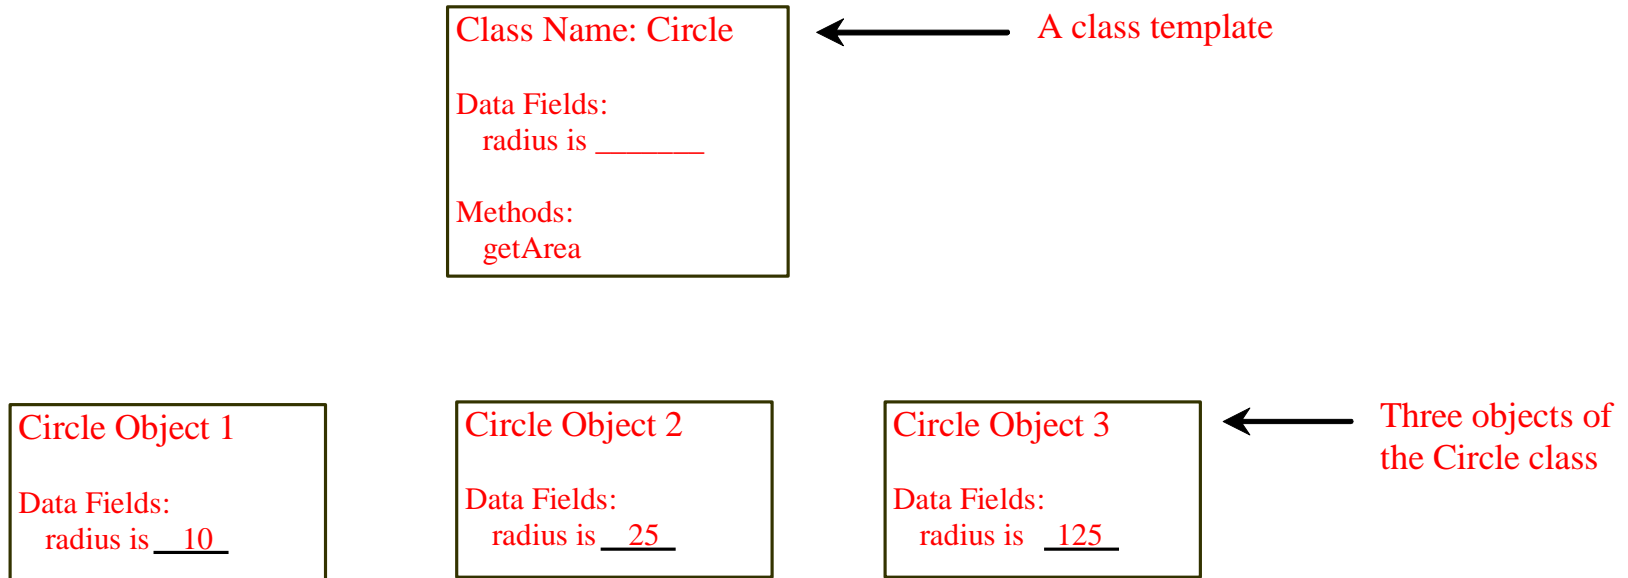 Class Name: Circle
A class template
Data Fields:
radius is _______
Methods:
getArea
Circle Object 1
Data Fields:
radius is 10
Circle Object 2
Data Fields:
radius is 25
Circle Object 3
Data Fields:
radius is 125
Three objects of
the Circle class